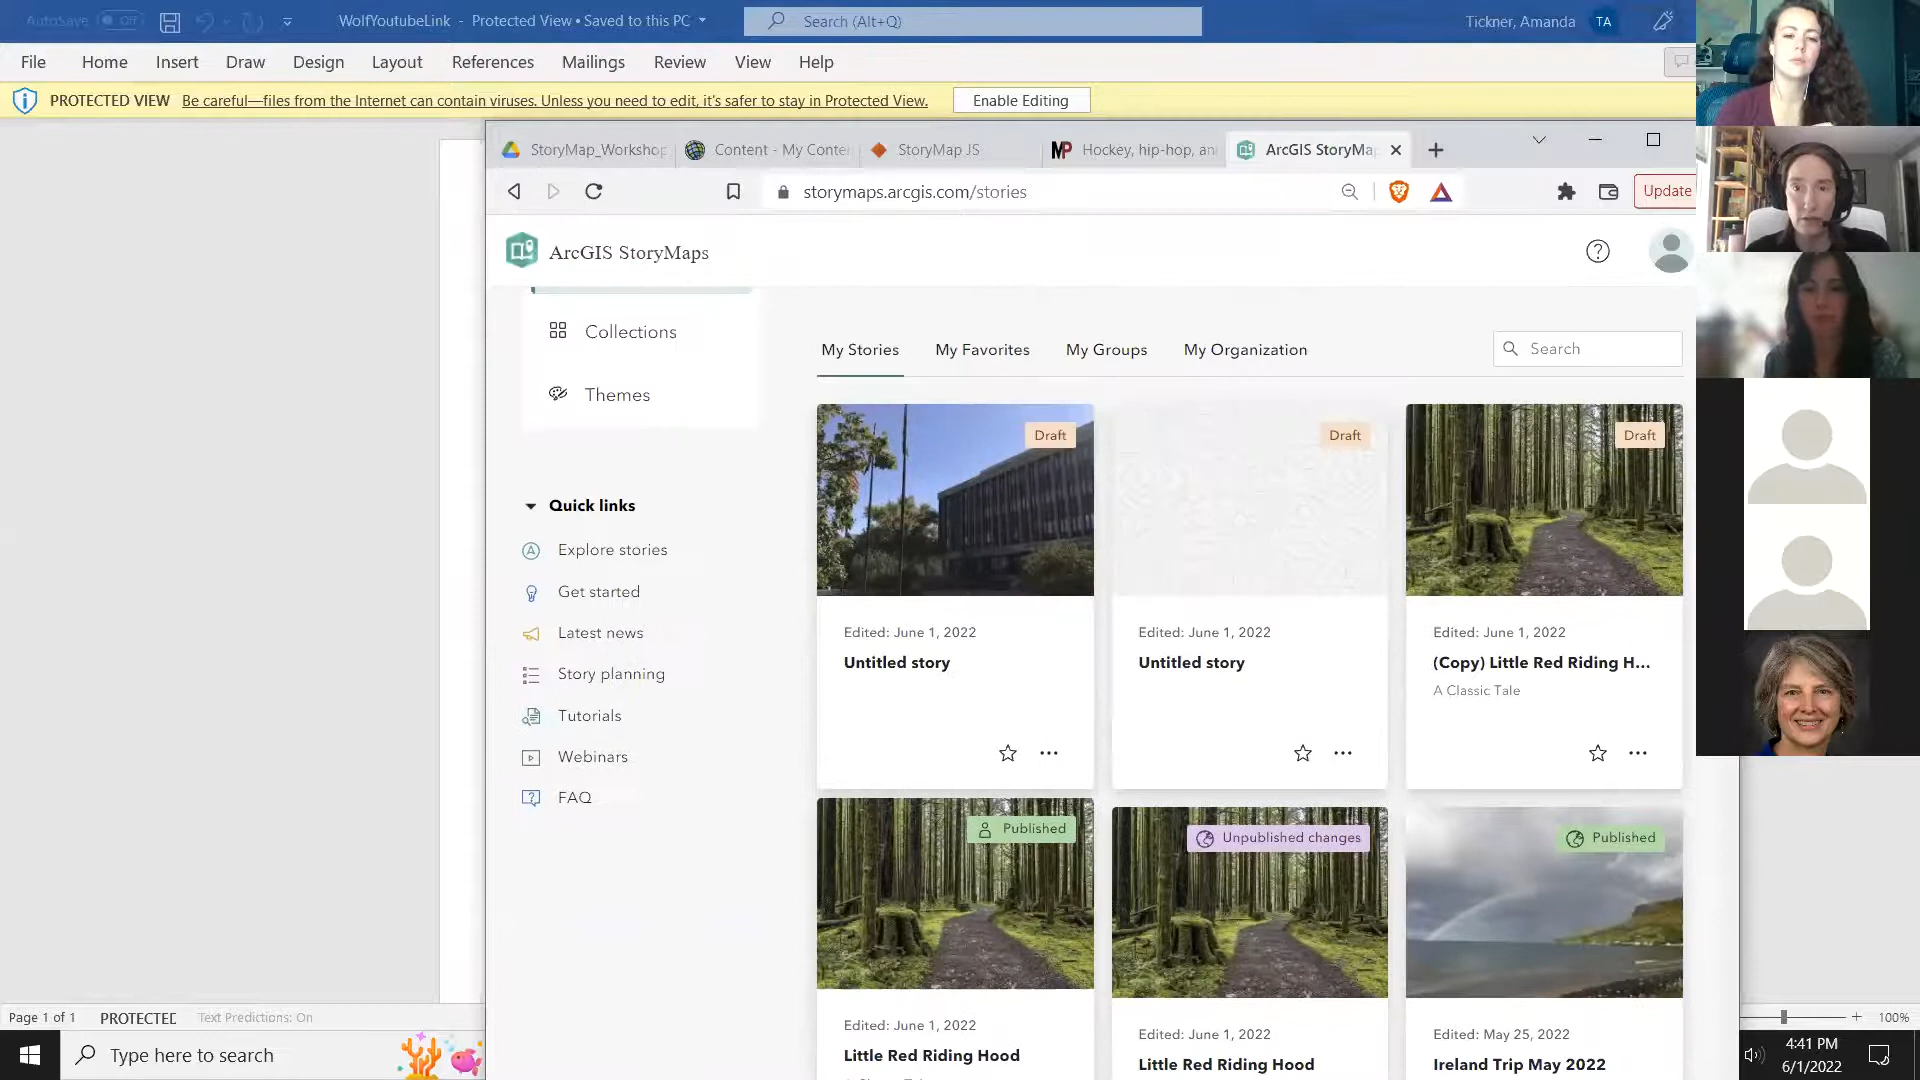 AutoSave Off
WolfYoutubeLink - Protected View • Saved to this PC
Search (Alt+Q)
Tickner, Amanda TA
File Home Insert Draw Design Layout References Mailings Review View Help
PROTECTED VIEW Be careful—files from the Internet can contain viruses. Unless you need to edit, it's safer to stay in Protected View. Enable Editing
StoryMap_Workshop Content - My Conte StoryMap JS MP Hockey, hip-hop, an ArcGIS StoryMa
storymaps.arcgis.com/stories
Update
ArcGIS StoryMaps
Collections
Themes
My Stories My Favorites My Groups My Organization Search
Quick links
Explore stories
Get started
Latest news
Story planning
Tutorials
Webinars
FAQ
Draft
Edited: June 1, 2022
Untitled story
Draft
Edited: June 1, 2022
Untitled story
Draft
Edited: June 1, 2022
(Copy) Little Red Riding H...
A Classic Tale
Published
Edited: June 1, 2022
Little Red Riding Hood
Unpublished changes
Edited: June 1, 2022
Little Red Riding Hood
Published
Edited: May 25, 2022
Ireland Trip May 2022
Page 1 of 1 PROTECTED Text Predictions: On
100%
Type here to search
4:41 PM
6/1/2022